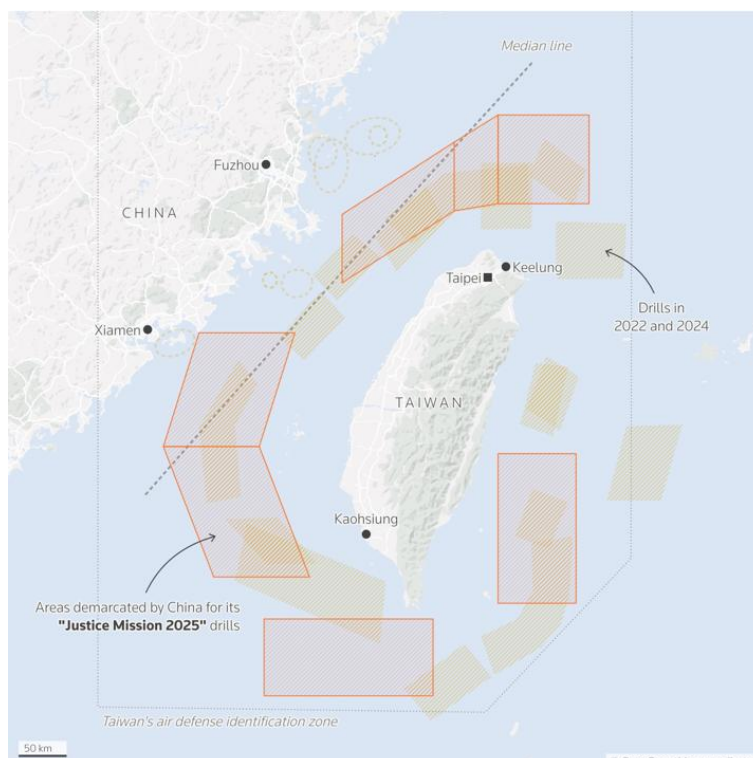 Median line
Fuzhou
CHINA
Keelung
Taipei
Drills in
2022 and 2024
Xiamen
TAIWAN
Kaohsiung
Areas demarcated by China for its
"Justice Mission 2025" drills
Taiwan's air defense identification zone
50 km